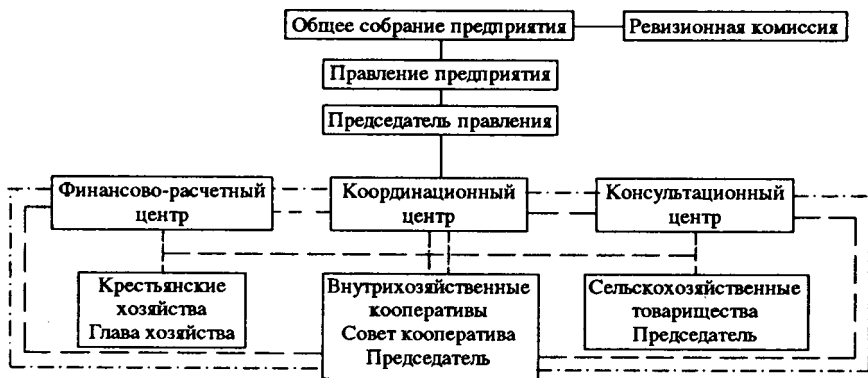 Общее собрание предприятия
Ревизионная комиссия
Правление предприятия
Председатель правления
Финансово-расчетный
центр
Координационный
центр
Консультационный
центр
Крестьянские
хозяйства
Глава хозяйства
Внутрихозяйственные
кооперативы
Совет кооператива
Председатель
Сельскохозяйственные
товарищества
Председатель